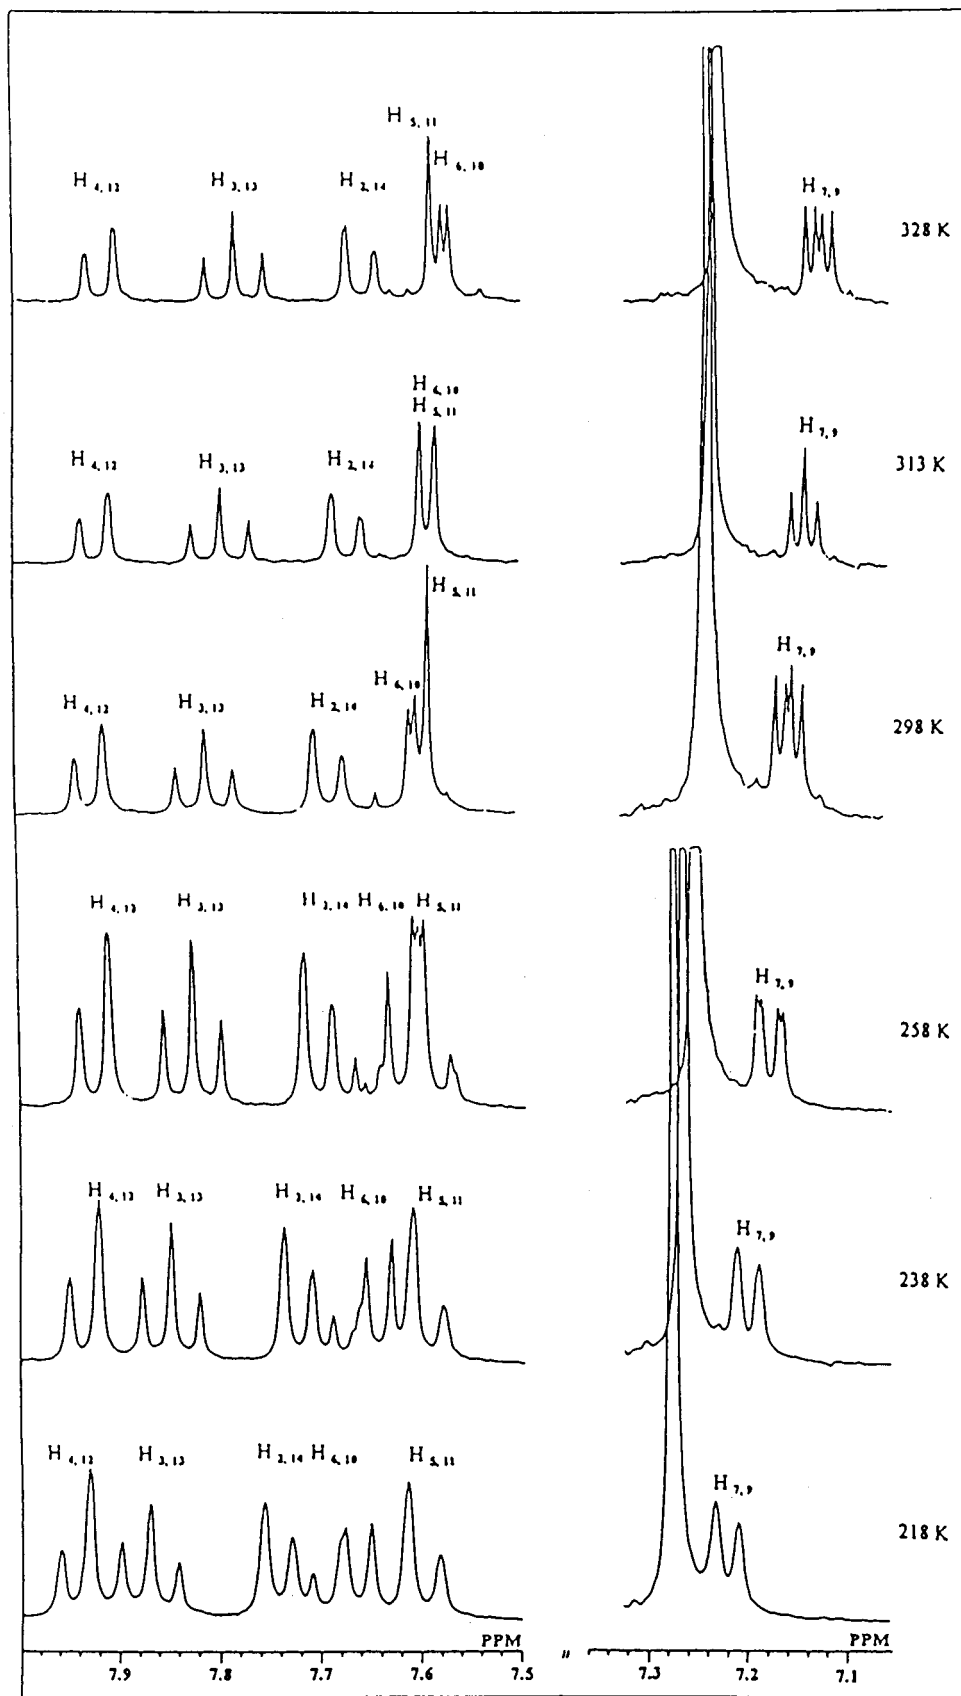 H 5, 11
H 6, 10
H 4, 12
H 3, 13
H 2, 14
H 7, 9
328 K
H 6, 10
H 5, 11
H 4, 12
H 3, 13
H 2, 14
H 7, 9
313 K
H 5, 11
H 7, 9
H 6, 10
H 4, 12
H 3, 13
H 2, 14
298 K
H 4, 12
H 3, 13
H 2, 14
H 6, 10
H 5, 11
H 7, 9
258 K
H 4, 12
H 3, 13
H 2, 14
H 6, 10
H 5, 11
H 7, 9
238 K
H 4, 12
H 3, 13
H 2, 14
H 6, 10
H 5, 11
H 7, 9
218 K
PPM
PPM
7.9
7.8
7.7
7.6
7.5
"
7.3
7.2
7.1